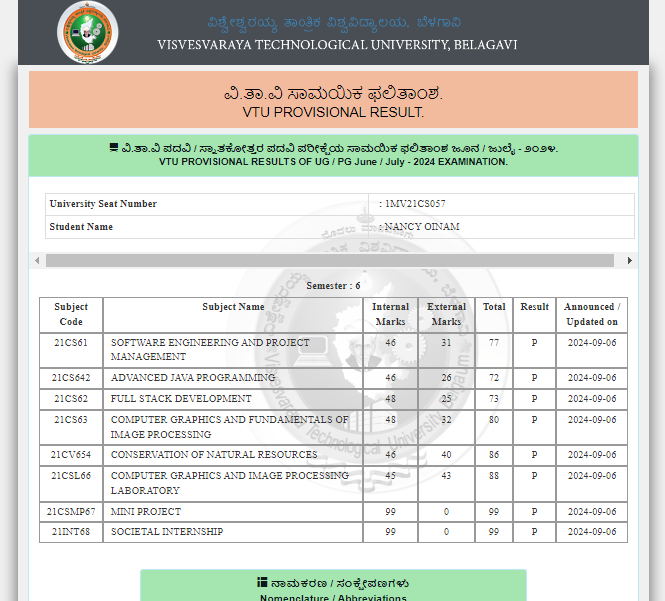 ವಿಶ್ವೇಶ್ವರಯ್ಯ ತಾಂತ್ರಿಕ ವಿಶ್ವವಿದ್ಯಾಲಯ, ಬೆಳಗಾವಿ
VISVESVARAYA TECHNOLOGICAL UNIVERSITY, BELAGAVI
ವಿ.ತಾ.ವಿ ಸಾಮಯಿಕ ಫಲಿತಾಂಶ.
VTU PROVISIONAL RESULT.
ವಿ.ತಾ.ವಿ ಪದವಿ / ಸ್ನಾತಕೋತ್ತರ ಪದವಿ ಪರೀಕ್ಷೆಯ ಸಾಮಯಿಕ ಫಲಿತಾಂಶ ಜೂನ / ಜುಲೈ - ೨೦೨೪.
VTU PROVISIONAL RESULTS OF UG / PG June / July - 2024 EXAMINATION.
University Seat Number : 1MV21CS057
Student Name : NANCY OINAM
Semester : 6
Subject Code Subject Name Internal Marks External Marks Total Result Announced / Updated on
21CS61 SOFTWARE ENGINEERING AND PROJECT MANAGEMENT 46 31 77 P 2024-09-06
21CS642 ADVANCED JAVA PROGRAMMING 46 26 72 P 2024-09-06
21CS62 FULL STACK DEVELOPMENT 48 25 73 P 2024-09-06
21CS63 COMPUTER GRAPHICS AND FUNDAMENTALS OF IMAGE PROCESSING 48 32 80 P 2024-09-06
21CV654 CONSERVATION OF NATURAL RESOURCES 46 40 86 P 2024-09-06
21CSL66 COMPUTER GRAPHICS AND IMAGE PROCESSING LABORATORY 45 43 88 P 2024-09-06
21CSMP67 MINI PROJECT 99 0 99 P 2024-09-06
21INT68 SOCIETAL INTERNSHIP 99 0 99 P 2024-09-06
ನಾಮಕರಣ / ಸಂಕ್ಷೇಪಣಗಳು
Nomenclature / Abbreviations